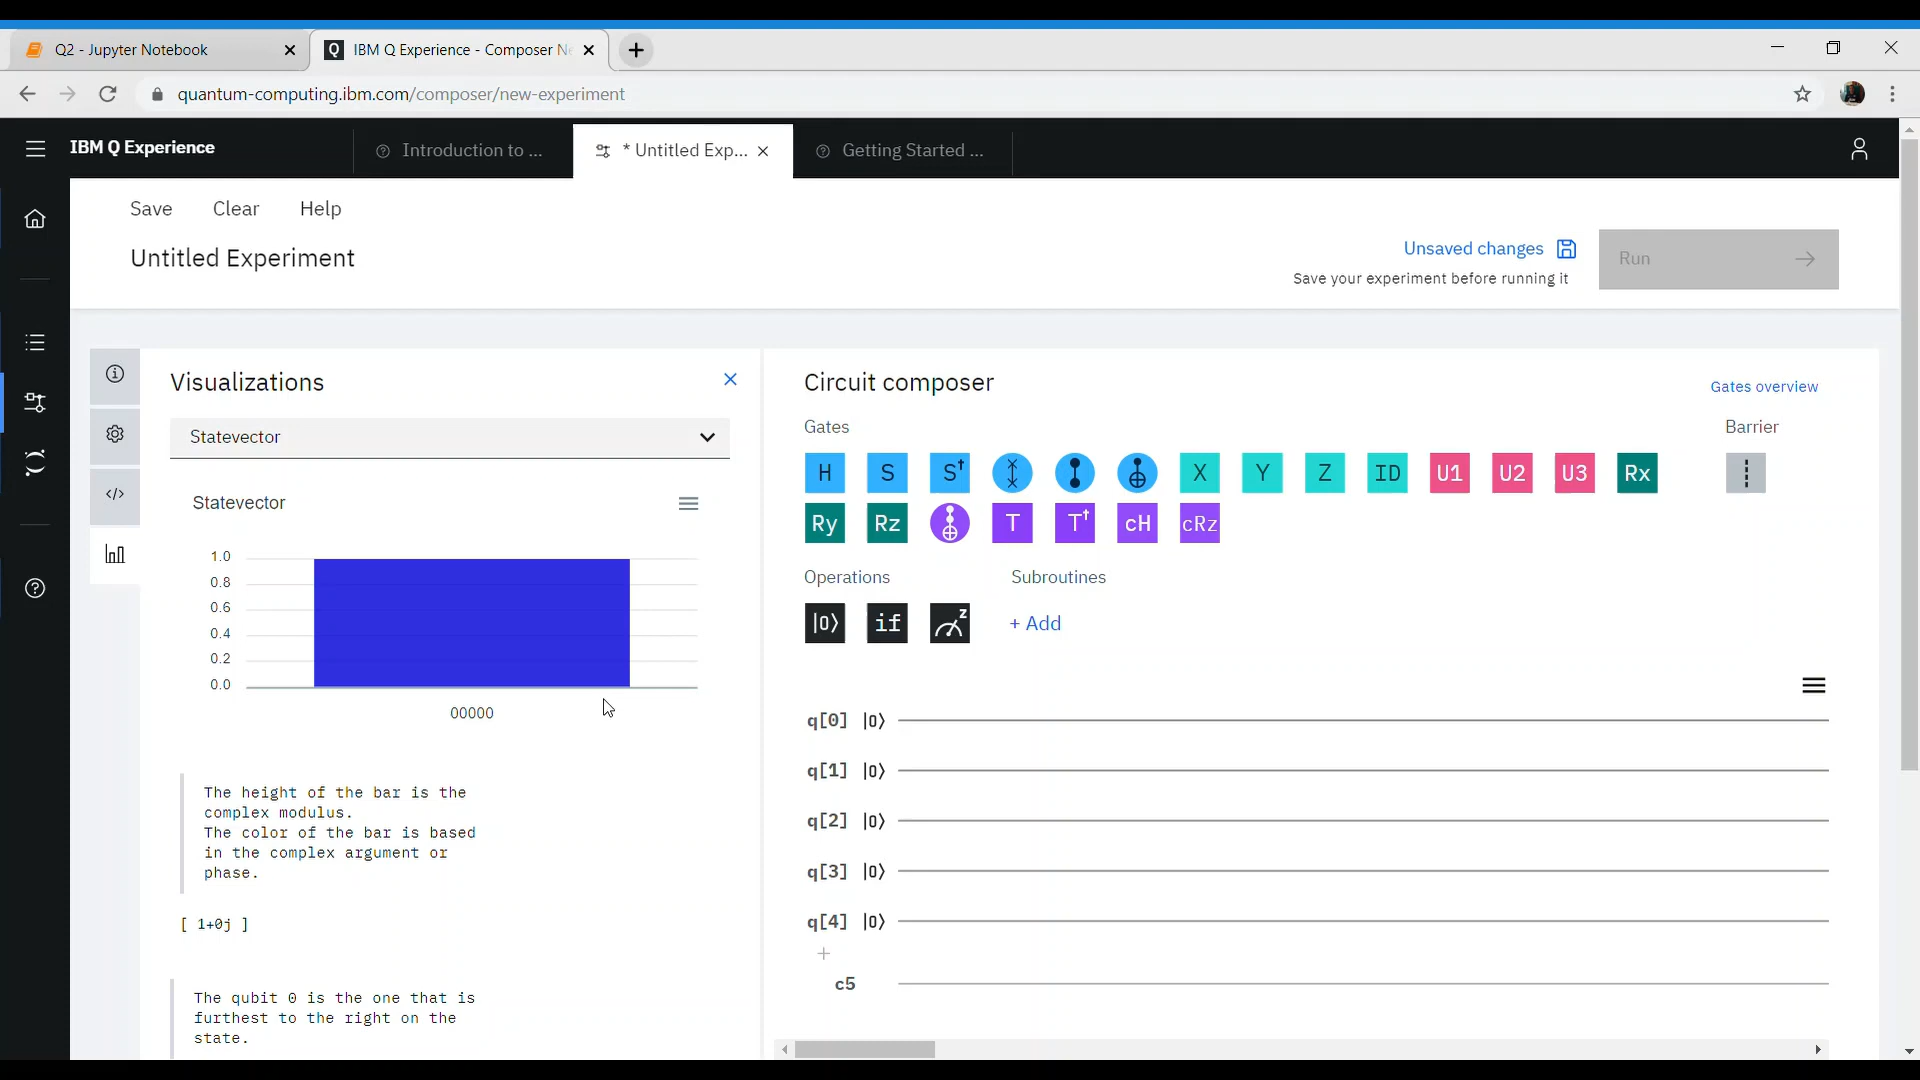 Q2 - Jupyter Notebook
IBM Q Experience - Composer Ne
quantum-computing.ibm.com/composer/new-experiment
IBM Q Experience
Introduction to ...
* Untitled Exp...
Getting Started ...
Save Clear Help
Untitled Experiment
Unsaved changes
Save your experiment before running it
Run
Visualizations
Statevector
Statevector
1.0
0.8
0.6
0.4
0.2
0.0
00000
The height of the bar is the
complex modulus.
The color of the bar is based
in the complex argument or
phase.
[ 1+0j ]
The qubit 0 is the one that is
furthest to the right on the
state.
Circuit composer
Gates overview
Gates
Barrier
H S S† X Y Z ID U1 U2 U3 Rx
Ry Rz T T† cH cRz
Operations
Subroutines
|0⟩ if z
+ Add
q[0] |0⟩
q[1] |0⟩
q[2] |0⟩
q[3] |0⟩
q[4] |0⟩
+
c5